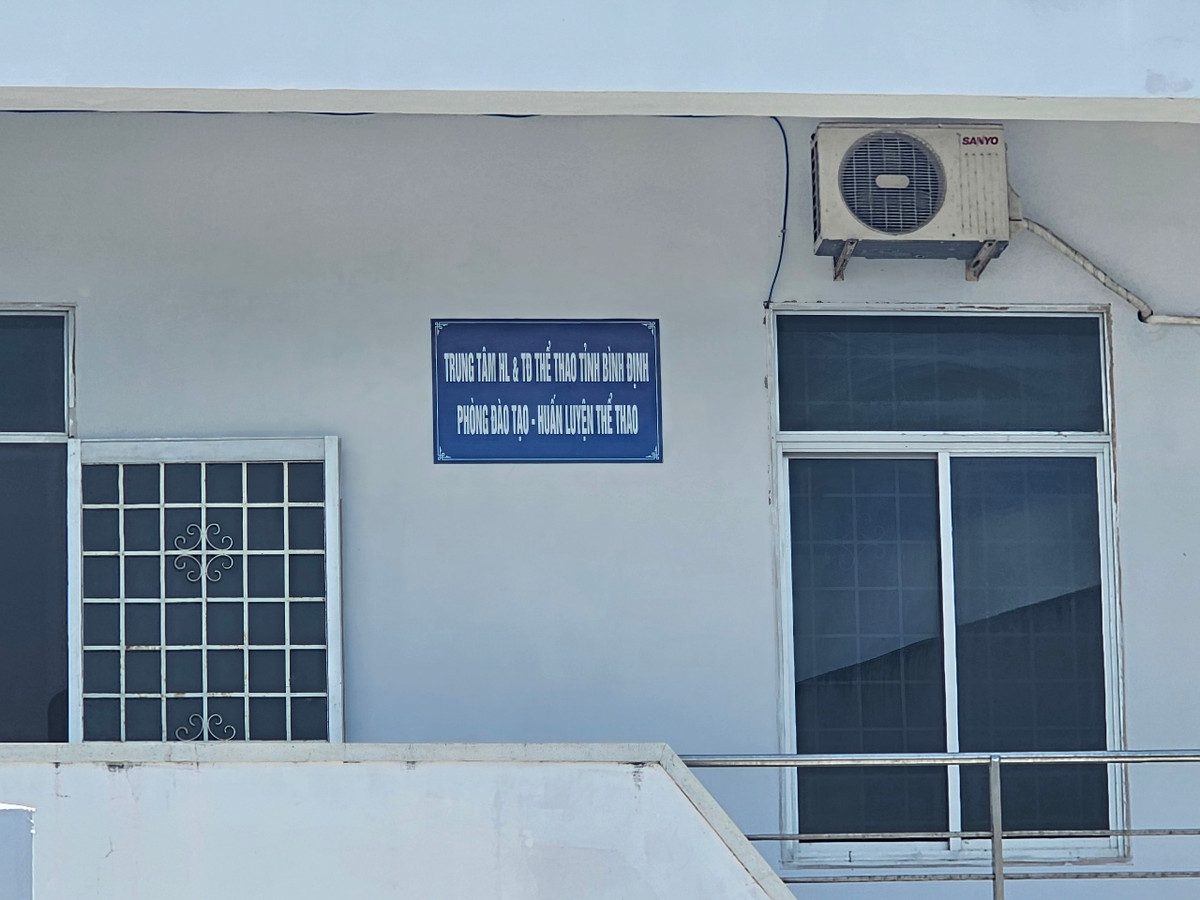 SANYO
TRUNG TÂM HL & TĐ THỂ THAO TỈNH BÌNH ĐỊNH
PHÒNG ĐÀO TẠO - HUẤN LUYỆN THỂ THAO